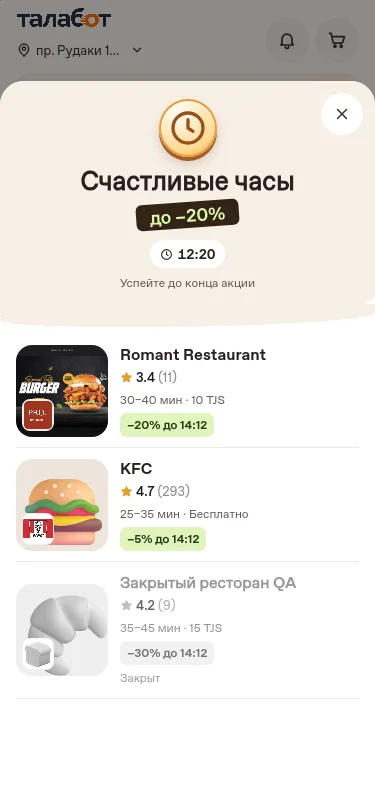 талабот
пр. Рудаки 1...
Счастливые часы
до −20%
12:20
Успейте до конца акции
BURGER
Romant Restaurant
3.4 (11)
30−40 мин · 10 TJS
−20% до 14:12
KFC
4.7 (293)
25−35 мин · Бесплатно
−5% до 14:12
Закрытый ресторан QA
4.2 (9)
35−45 мин · 15 TJS
−30% до 14:12
Закрыт